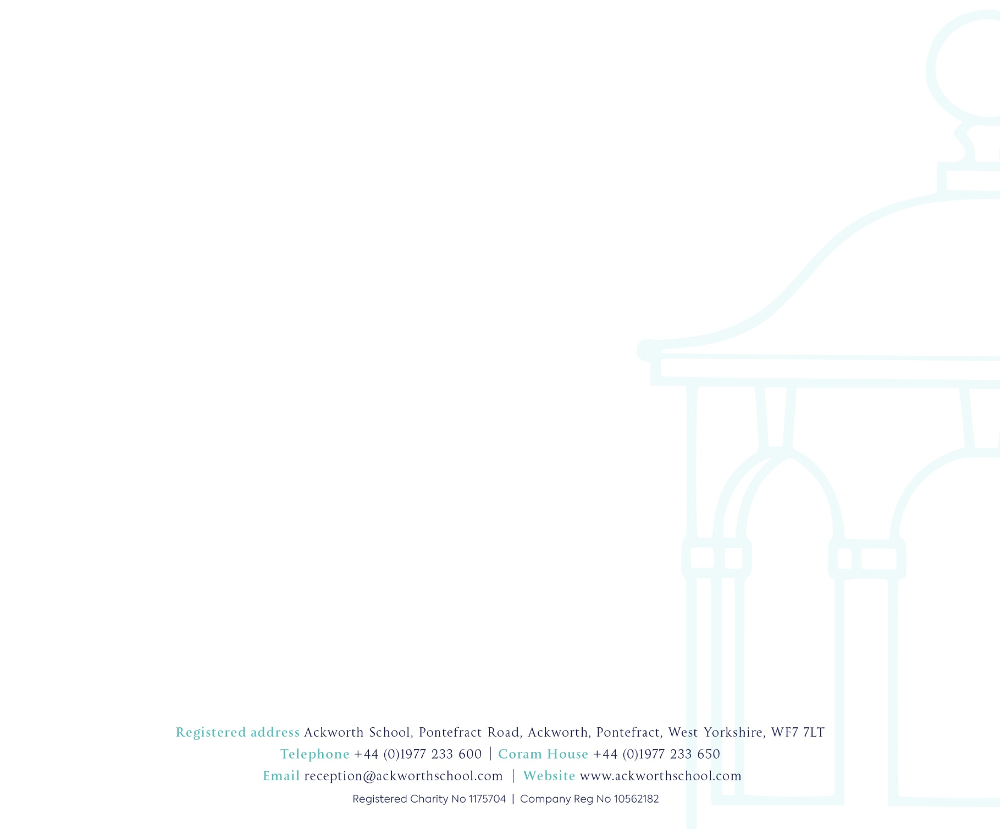 Registered address Ackworth School, Pontefract Road, Ackworth, Pontefract, West Yorkshire, WF7 7LT
Telephone +44 (0)1977 233 600 | Coram House +44 (0)1977 233 650
Email reception@ackworthschool.com | Website www.ackworthschool.com
Registered Charity No 1175704 | Company Reg No 10562182